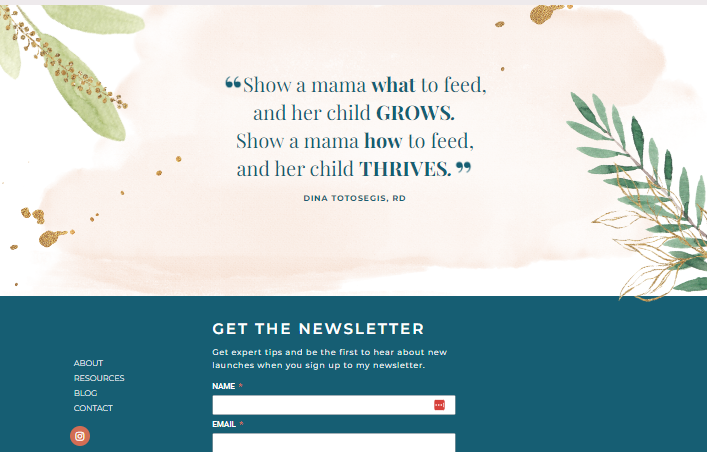 “Show a mama what to feed,
and her child GROWS.
Show a mama how to feed,
and her child THRIVES.”
DINA TOTOSEGIS, RD
GET THE NEWSLETTER
Get expert tips and be the first to hear about new
launches when you sign up to my newsletter.
ABOUT
RESOURCES
BLOG
CONTACT
NAME *
EMAIL *